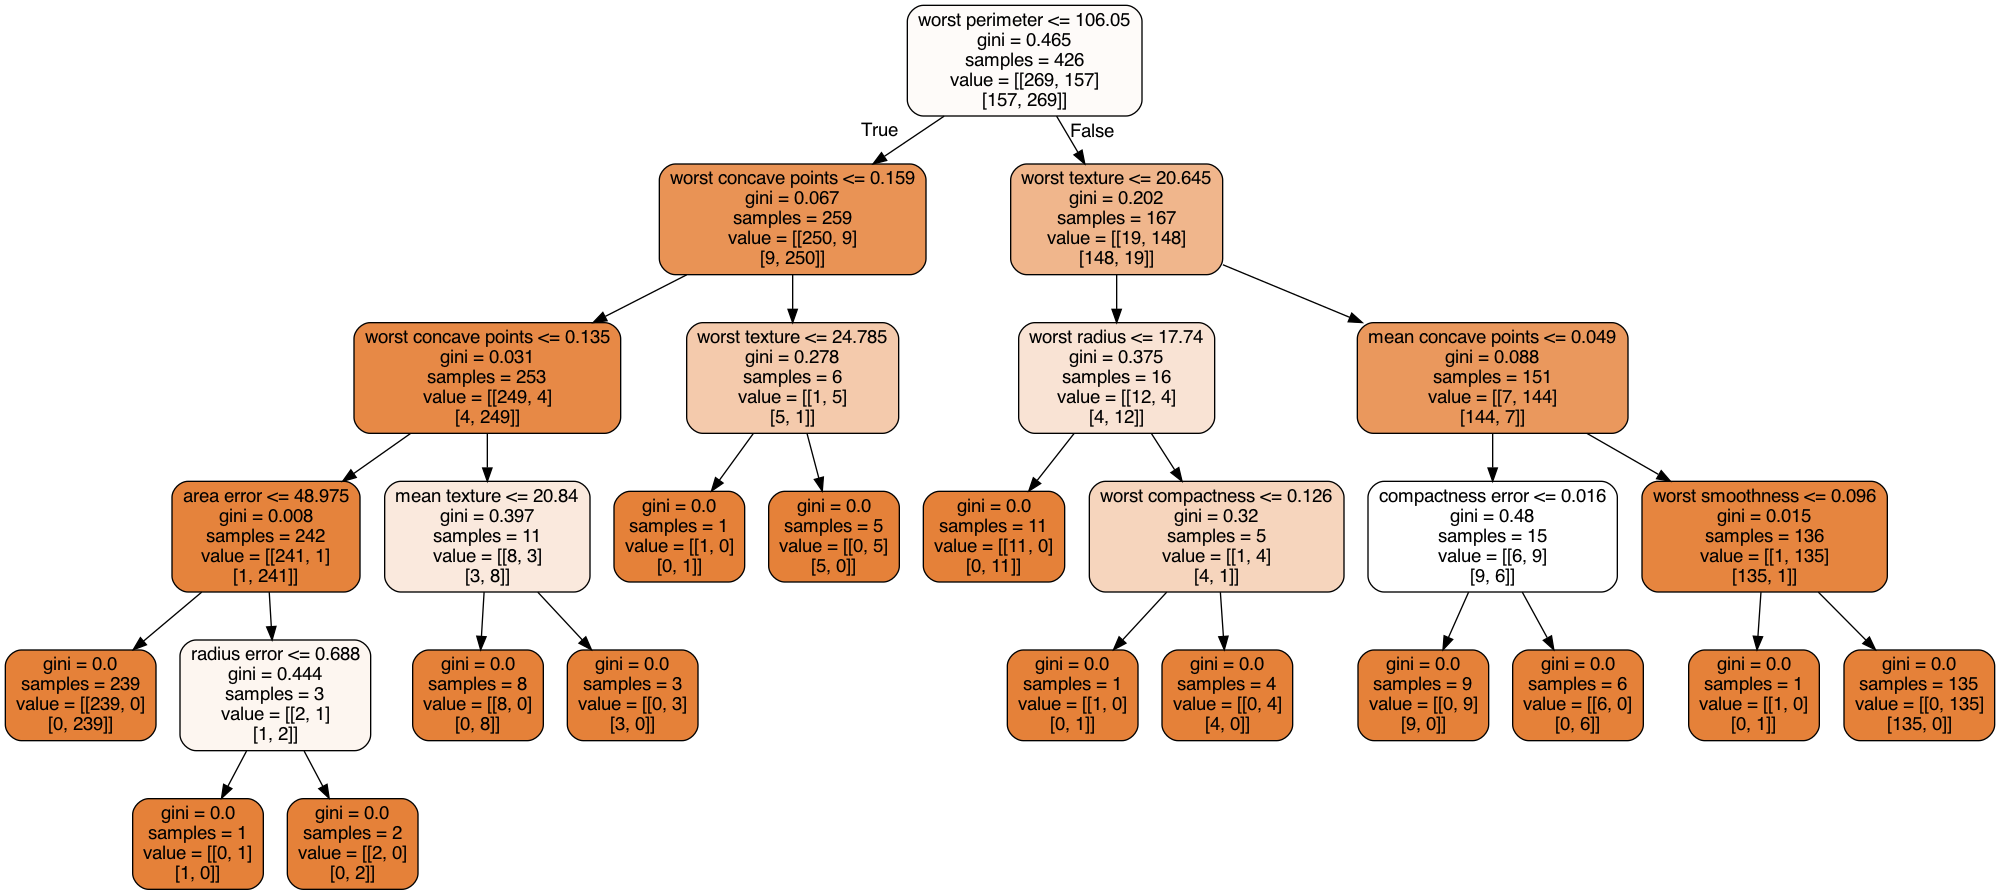 worst perimeter <= 106.05
gini = 0.465
samples = 426
value = [[269, 157]
[157, 269]]
True
False
worst concave points <= 0.159
gini = 0.067
samples = 259
value = [[250, 9]
[9, 250]]
worst texture <= 20.645
gini = 0.202
samples = 167
value = [[19, 148]
[148, 19]]
worst concave points <= 0.135
gini = 0.031
samples = 253
value = [[249, 4]
[4, 249]]
worst texture <= 24.785
gini = 0.278
samples = 6
value = [[1, 5]
[5, 1]]
worst radius <= 17.74
gini = 0.375
samples = 16
value = [[12, 4]
[4, 12]]
mean concave points <= 0.049
gini = 0.088
samples = 151
value = [[7, 144]
[144, 7]]
area error <= 48.975
gini = 0.008
samples = 242
value = [[241, 1]
[1, 241]]
mean texture <= 20.84
gini = 0.397
samples = 11
value = [[8, 3]
[3, 8]]
gini = 0.0
samples = 1
value = [[1, 0]
[0, 1]]
gini = 0.0
samples = 5
value = [[0, 5]
[5, 0]]
gini = 0.0
samples = 11
value = [[11, 0]
[0, 11]]
worst compactness <= 0.126
gini = 0.32
samples = 5
value = [[1, 4]
[4, 1]]
compactness error <= 0.016
gini = 0.48
samples = 15
value = [[6, 9]
[9, 6]]
worst smoothness <= 0.096
gini = 0.015
samples = 136
value = [[1, 135]
[135, 1]]
gini = 0.0
samples = 239
value = [[239, 0]
[0, 239]]
radius error <= 0.688
gini = 0.444
samples = 3
value = [[2, 1]
[1, 2]]
gini = 0.0
samples = 8
value = [[8, 0]
[0, 8]]
gini = 0.0
samples = 3
value = [[0, 3]
[3, 0]]
gini = 0.0
samples = 1
value = [[1, 0]
[0, 1]]
gini = 0.0
samples = 4
value = [[0, 4]
[4, 0]]
gini = 0.0
samples = 9
value = [[0, 9]
[9, 0]]
gini = 0.0
samples = 6
value = [[6, 0]
[0, 6]]
gini = 0.0
samples = 1
value = [[1, 0]
[0, 1]]
gini = 0.0
samples = 135
value = [[0, 135]
[135, 0]]
gini = 0.0
samples = 1
value = [[0, 1]
[1, 0]]
gini = 0.0
samples = 2
value = [[2, 0]
[0, 2]]